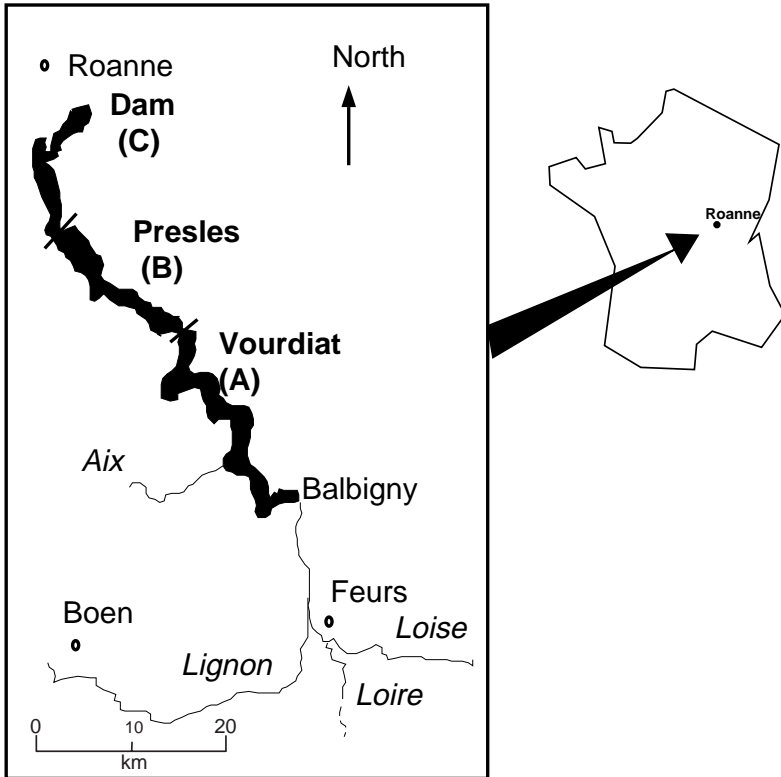 Roanne
North
Dam
(C)
Presles
(B)
Vourdiat
(A)
Aix
Balbigny
Boen
Feurs
Loise
Lignon
Loire
0 10 20
km
Roanne